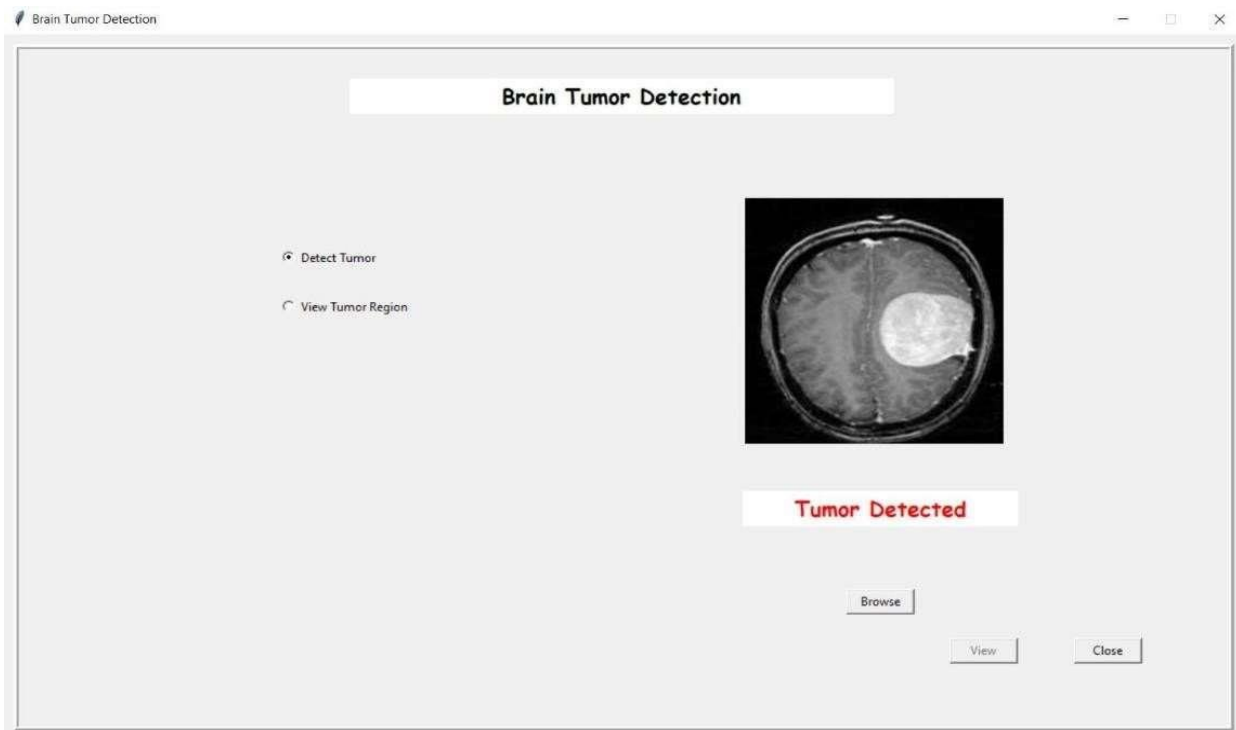 Brain Tumor Detection
Brain Tumor Detection
Detect Tumor
View Tumor Region
Tumor Detected
Browse
View
Close